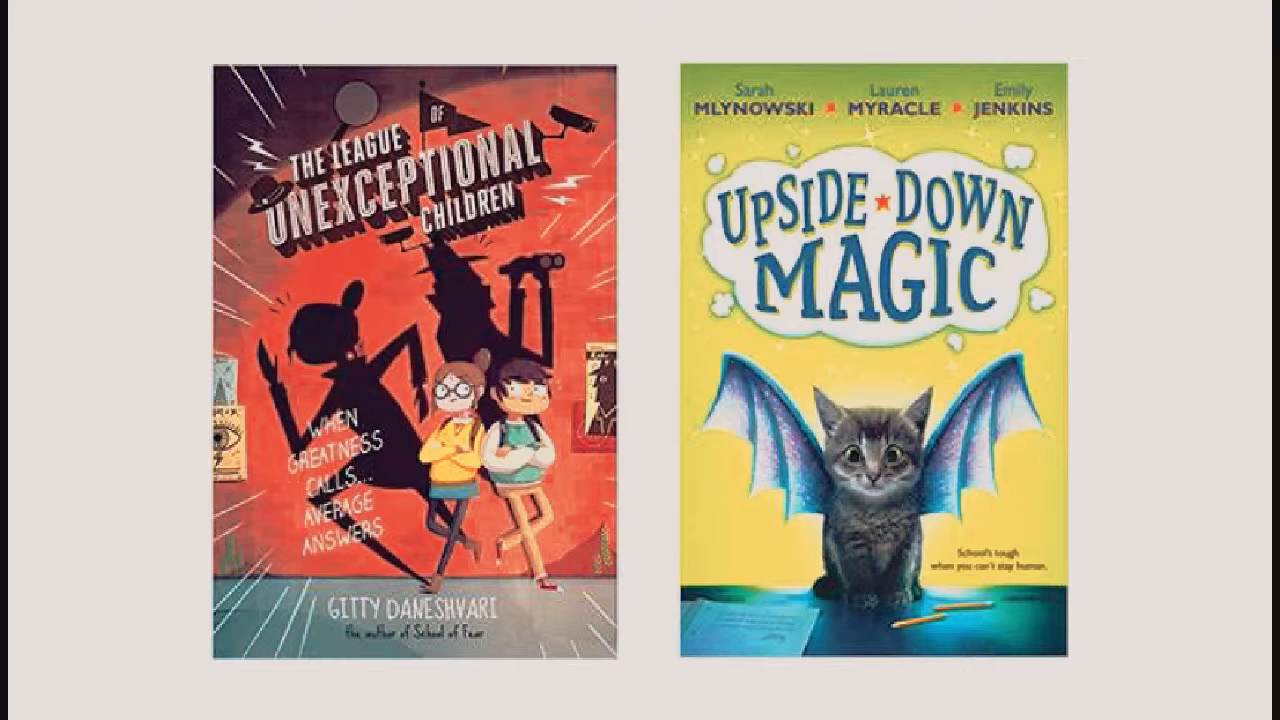 THE LEAGUE
OF
UNEXCEPTIONAL
CHILDREN
WHEN
GREATNESS
CALLS...
AVERAGE
ANSWERS
GITTY DANESHVARI
the author of School of Fear
Sarah Lauren Emily
MLYNOWSKI MYRACLE JENKINS
UPSIDE DOWN
MAGIC
School's tough
when you can't stay human.